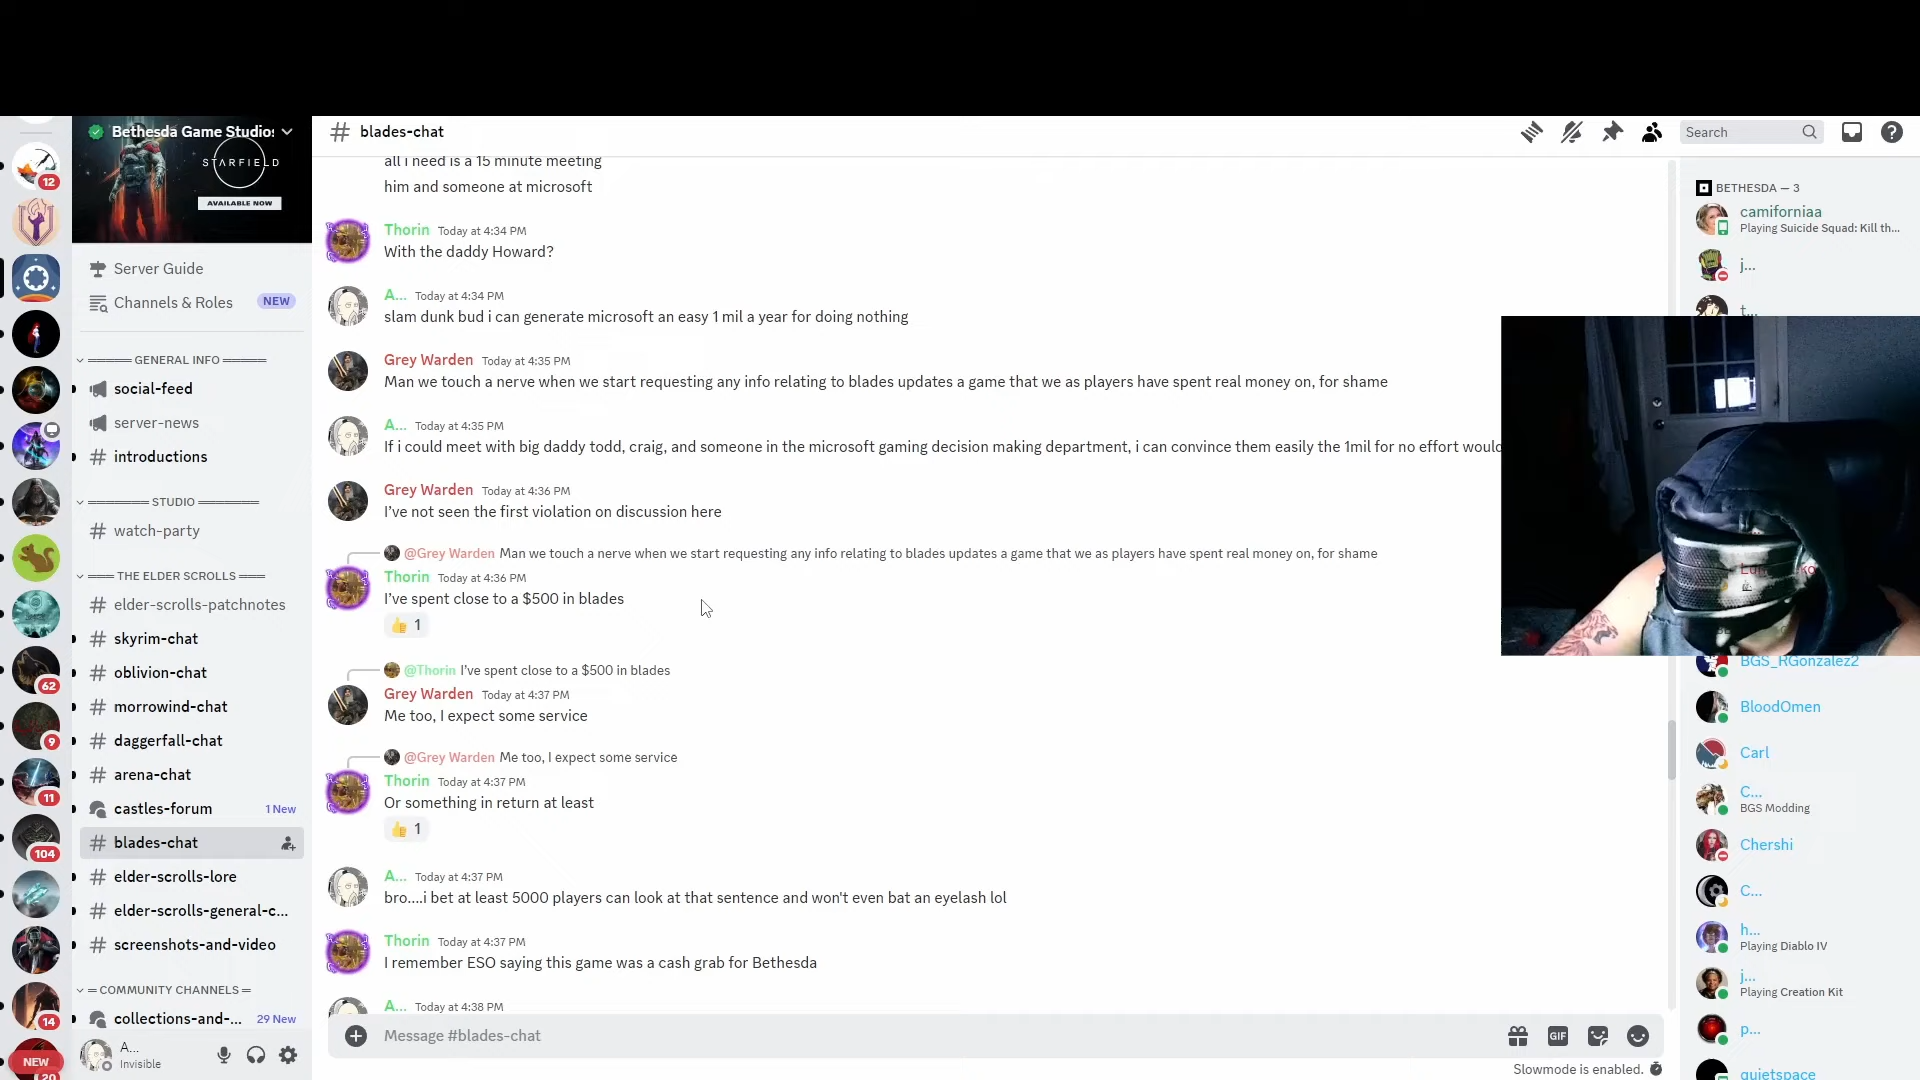 12
Bethesda Game Studios
STARFIELD
AVAILABLE NOW
Server Guide
Channels & Roles
NEW
GENERAL INFO
social-feed
server-news
introductions
STUDIO
watch-party
THE ELDER SCROLLS
elder-scrolls-patchnotes
skyrim-chat
oblivion-chat
62
morrowind-chat
daggerfall-chat
9
arena-chat
11
castles-forum
1 New
blades-chat
104
elder-scrolls-lore
elder-scrolls-general-c...
screenshots-and-video
COMMUNITY CHANNELS
14
collections-and-...
29 New
NEW
20
A...
Invisible
# blades-chat
Search
all i need is a 15 minute meeting
him and someone at microsoft
Thorin Today at 4:34 PM
With the daddy Howard?
A... Today at 4:34 PM
slam dunk bud i can generate microsoft an easy 1 mil a year for doing nothing
Grey Warden Today at 4:35 PM
Man we touch a nerve when we start requesting any info relating to blades updates a game that we as players have spent real money on, for shame
A... Today at 4:35 PM
If i could meet with big daddy todd, craig, and someone in the microsoft gaming decision making department, i can convince them easily the 1mil for no effort would
Grey Warden Today at 4:36 PM
I've not seen the first violation on discussion here
@Grey Warden Man we touch a nerve when we start requesting any info relating to blades updates a game that we as players have spent real money on, for shame
Thorin Today at 4:36 PM
I've spent close to a $500 in blades
👍 1
@Thorin I've spent close to a $500 in blades
Grey Warden Today at 4:37 PM
Me too, I expect some service
@Grey Warden Me too, I expect some service
Thorin Today at 4:37 PM
Or something in return at least
👍 1
A... Today at 4:37 PM
bro....i bet at least 5000 players can look at that sentence and won't even bat an eyelash lol
Thorin Today at 4:37 PM
I remember ESO saying this game was a cash grab for Bethesda
A... Today at 4:38 PM
Message #blades-chat
GIF
Slowmode is enabled.
BETHESDA — 3
camiforniaa
Playing Suicide Squad: Kill th...
j...
t...
BGS_RGonzalez2
BloodOmen
Carl
C...
BGS Modding
Chershi
C...
h...
Playing Diablo IV
j...
Playing Creation Kit
p...
quietspace